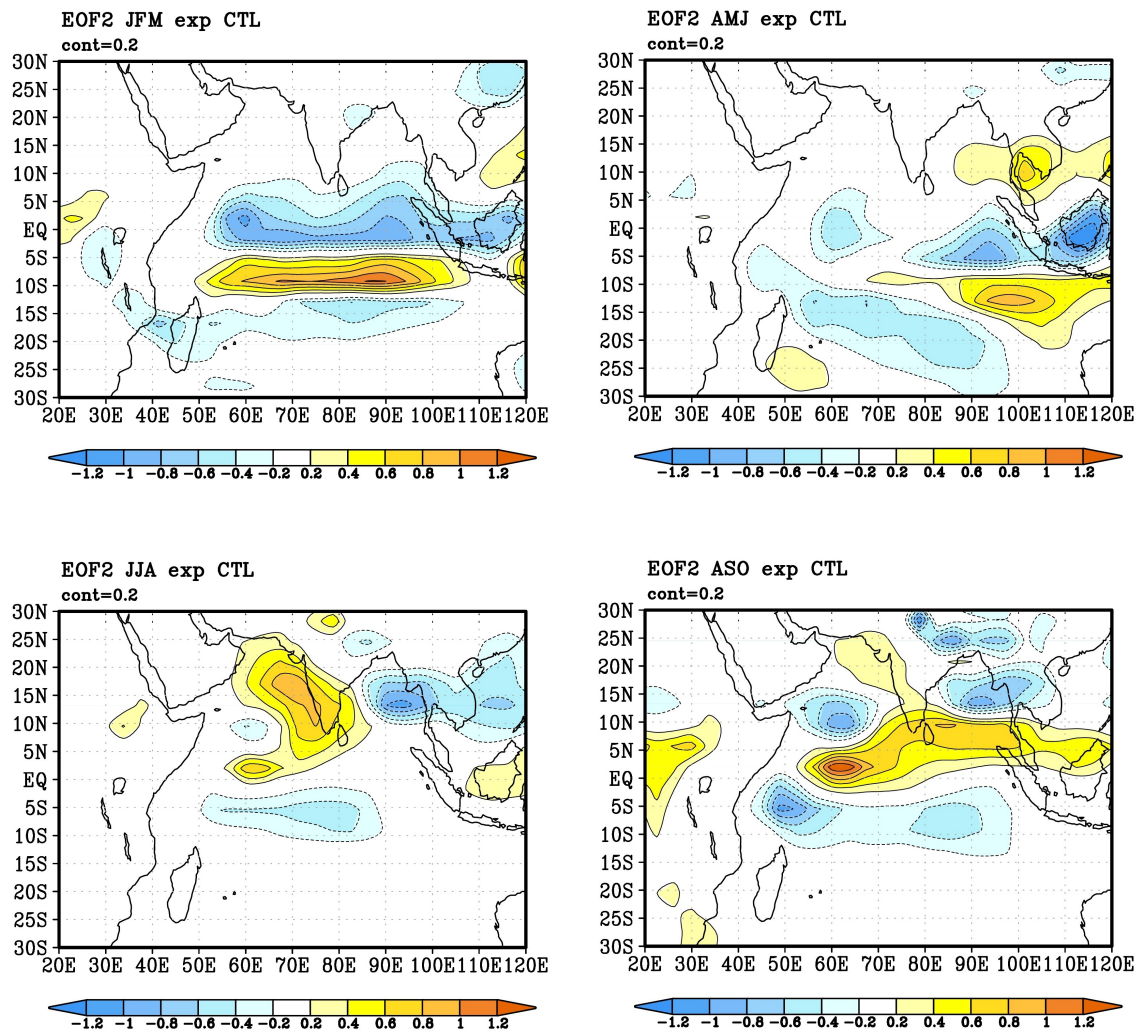 EOF2 JFM exp CTL
cont=0.2
30N
25N
20N
15N
10N
5N
EQ
5S
10S
15S
20S
25S
30S
20E 30E 40E 50E 60E 70E 80E 90E 100E 110E 120E
-1.2 -1 -0.8 -0.6 -0.4 -0.2 0.2 0.4 0.6 0.8 1 1.2
EOF2 AMJ exp CTL
cont=0.2
30N
25N
20N
15N
10N
5N
EQ
5S
10S
15S
20S
25S
30S
20E 30E 40E 50E 60E 70E 80E 90E 100E 110E 120E
-1.2 -1 -0.8 -0.6 -0.4 -0.2 0.2 0.4 0.6 0.8 1 1.2
EOF2 JJA exp CTL
cont=0.2
30N
25N
20N
15N
10N
5N
EQ
5S
10S
15S
20S
25S
30S
20E 30E 40E 50E 60E 70E 80E 90E 100E 110E 120E
-1.2 -1 -0.8 -0.6 -0.4 -0.2 0.2 0.4 0.6 0.8 1 1.2
EOF2 ASO exp CTL
cont=0.2
30N
25N
20N
15N
10N
5N
EQ
5S
10S
15S
20S
25S
30S
20E 30E 40E 50E 60E 70E 80E 90E 100E 110E 120E
-1.2 -1 -0.8 -0.6 -0.4 -0.2 0.2 0.4 0.6 0.8 1 1.2